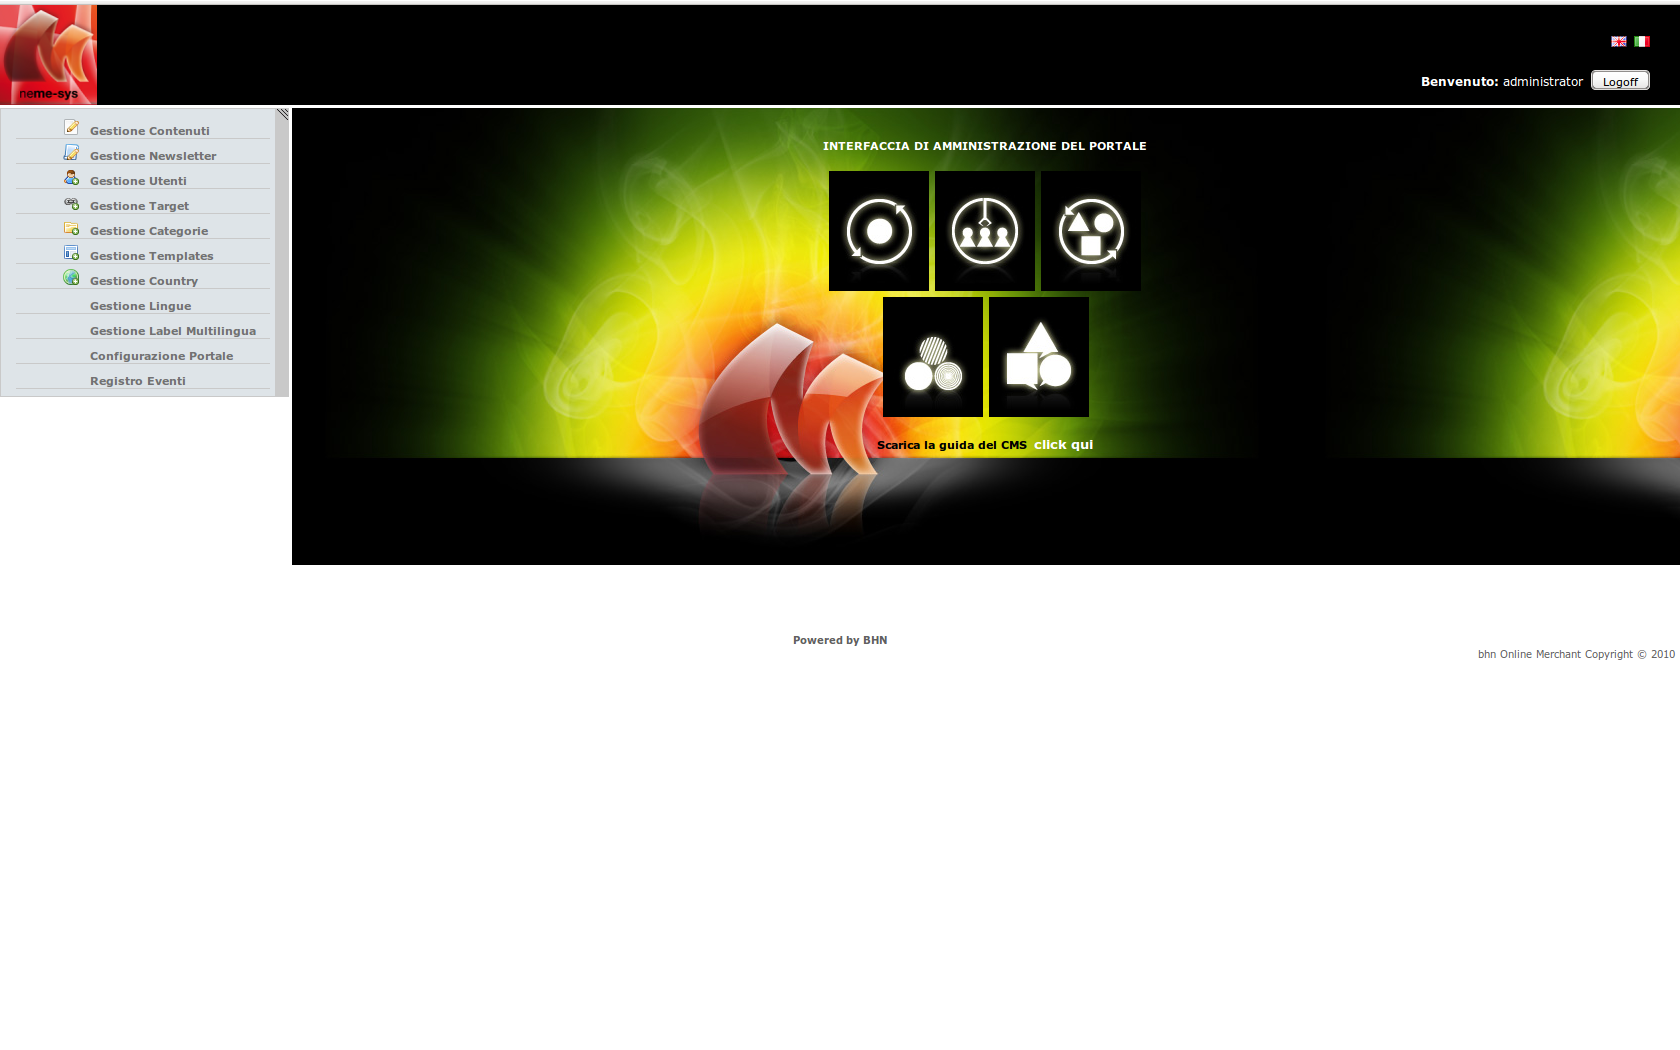 neme-sys
Benvenuto: administrator Logoff
Gestione Contenuti
Gestione Newsletter
Gestione Utenti
Gestione Target
Gestione Categorie
Gestione Templates
Gestione Country
Gestione Lingue
Gestione Label Multilingua
Configurazione Portale
Registro Eventi
INTERFACCIA DI AMMINISTRAZIONE DEL PORTALE
Scarica la guida del CMS click qui
Powered by BHN
bhn Online Merchant Copyright © 2010